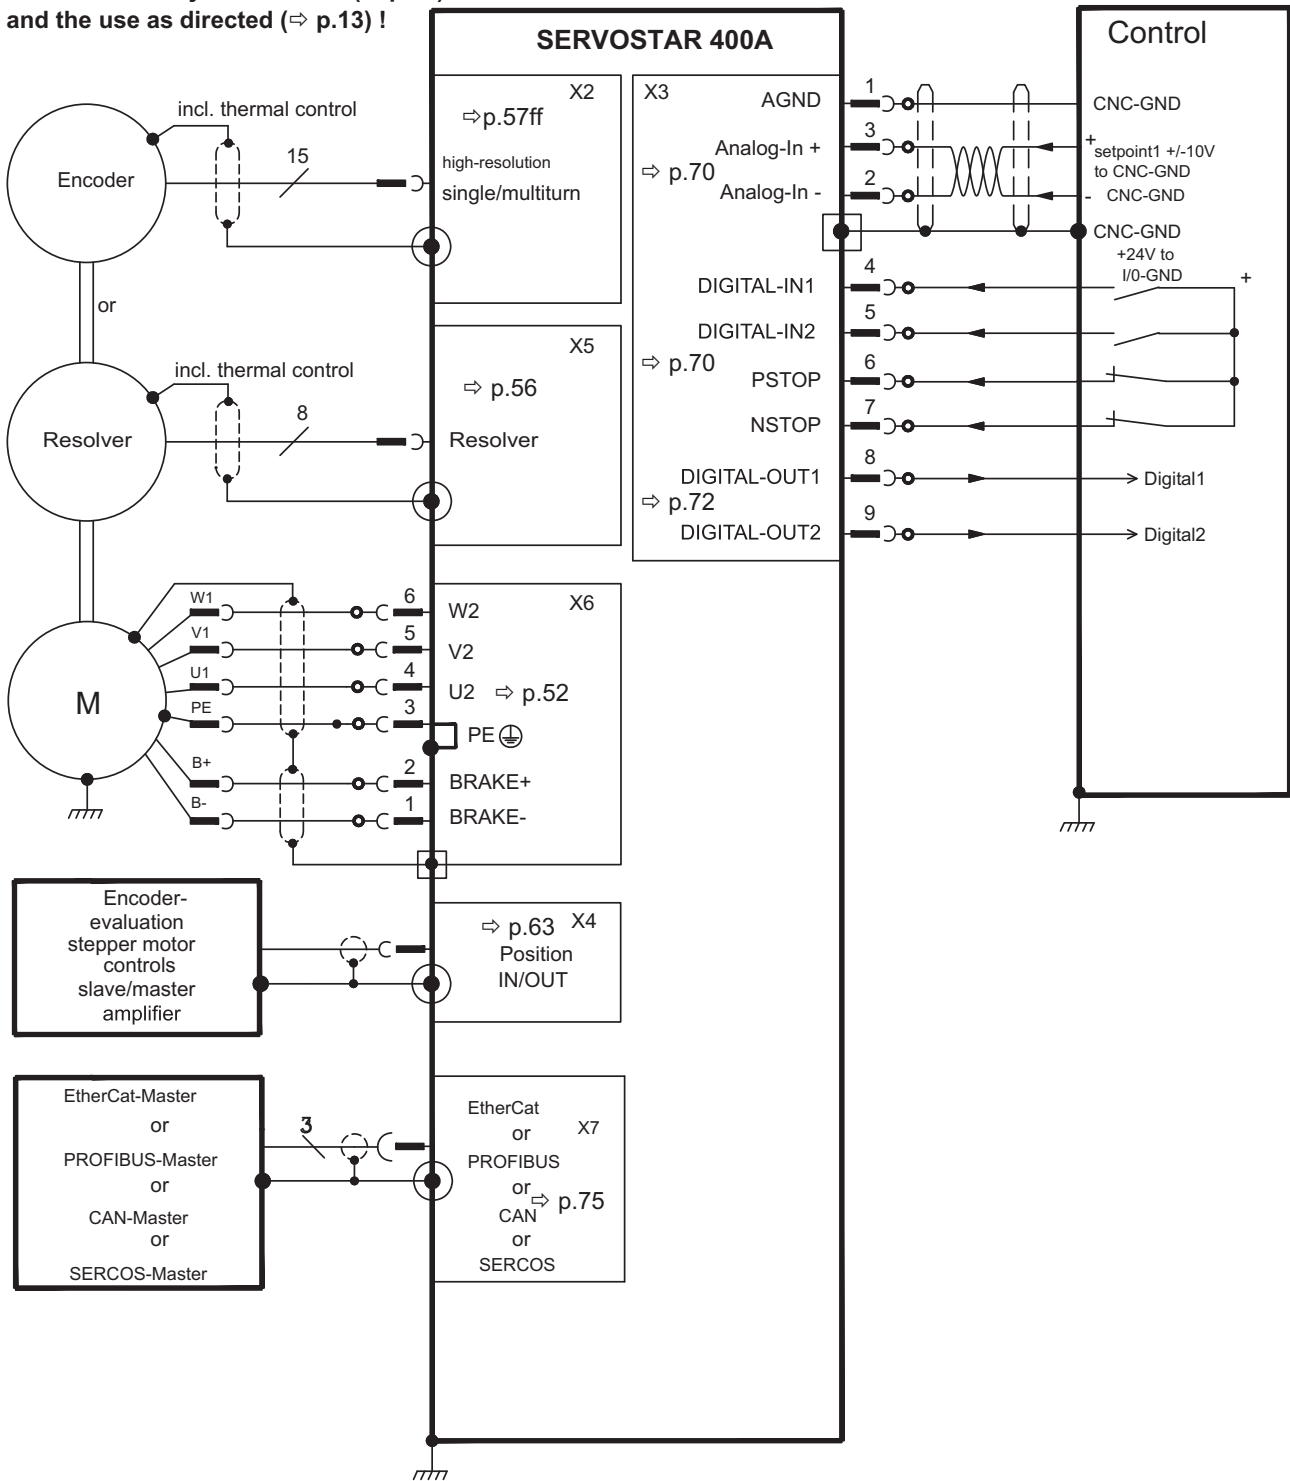 and the use as directed (⇨ p.13) !
SERVOSTAR 400A
Control
X2
⇨p.57ff
high-resolution
single/multiturn
incl. thermal control
15
Encoder
or
X5
⇨ p.56
Resolver
incl. thermal control
8
Resolver
X3
AGND
1
CNC-GND
Analog-In +
3
+
setpoint1 +/-10V
to CNC-GND
⇨ p.70
Analog-In -
2
- CNC-GND
CNC-GND
+24V to
I/0-GND
+
DIGITAL-IN1
4
DIGITAL-IN2
5
⇨ p.70
PSTOP
6
NSTOP
7
DIGITAL-OUT1
8
Digital1
⇨ p.72
DIGITAL-OUT2
9
Digital2
M
X6
W1
6
W2
V1
5
V2
U1
4
U2 ⇨ p.52
PE
3
PE
B+
2
BRAKE+
B-
1
BRAKE-
Encoder-
evaluation
stepper motor
controls
slave/master
amplifier
⇨ p.63 X4
Position
IN/OUT
EtherCat-Master
or
PROFIBUS-Master
or
CAN-Master
or
SERCOS-Master
3
EtherCat
or
X7
PROFIBUS
or
⇨ p.75
CAN
or
SERCOS